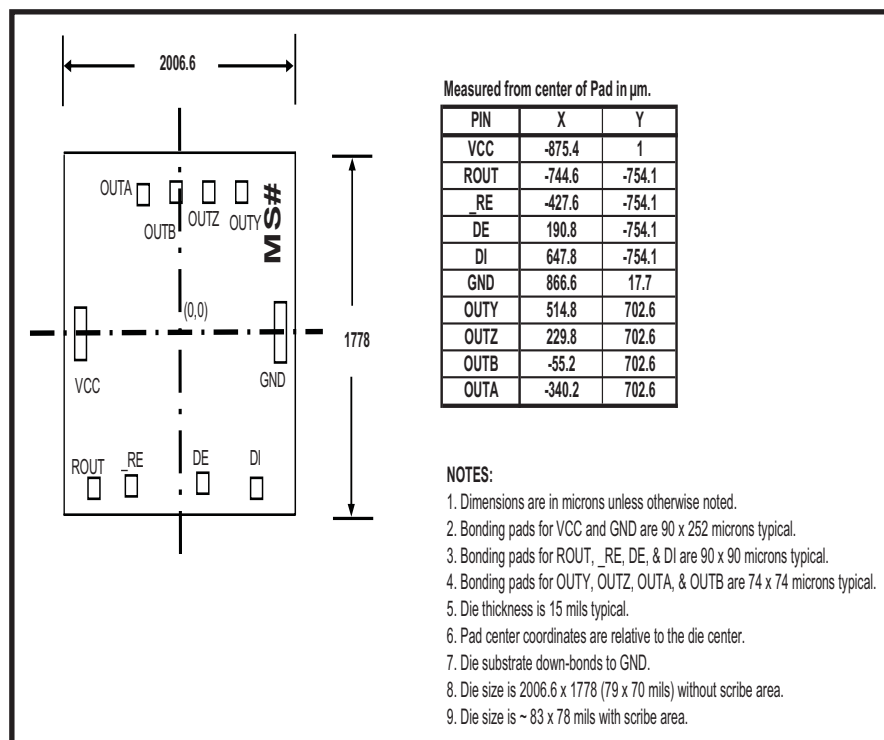 2006.6
OUTA
OUTB
OUTZ
OUTY
MS#
(0,0)
1778
VCC
GND
ROUT
_RE
DE
DI
Measured from center of Pad in µm.
PIN X Y
VCC -875.4 1
ROUT -744.6 -754.1
_RE -427.6 -754.1
DE 190.8 -754.1
DI 647.8 -754.1
GND 866.6 17.7
OUTY 514.8 702.6
OUTZ 229.8 702.6
OUTB -55.2 702.6
OUTA -340.2 702.6
NOTES:
1. Dimensions are in microns unless otherwise noted.
2. Bonding pads for VCC and GND are 90 x 252 microns typical.
3. Bonding pads for ROUT, _RE, DE, & DI are 90 x 90 microns typical.
4. Bonding pads for OUTY, OUTZ, OUTA, & OUTB are 74 x 74 microns typical.
5. Die thickness is 15 mils typical.
6. Pad center coordinates are relative to the die center.
7. Die substrate down-bonds to GND.
8. Die size is 2006.6 x 1778 (79 x 70 mils) without scribe area.
9. Die size is ~ 83 x 78 mils with scribe area.